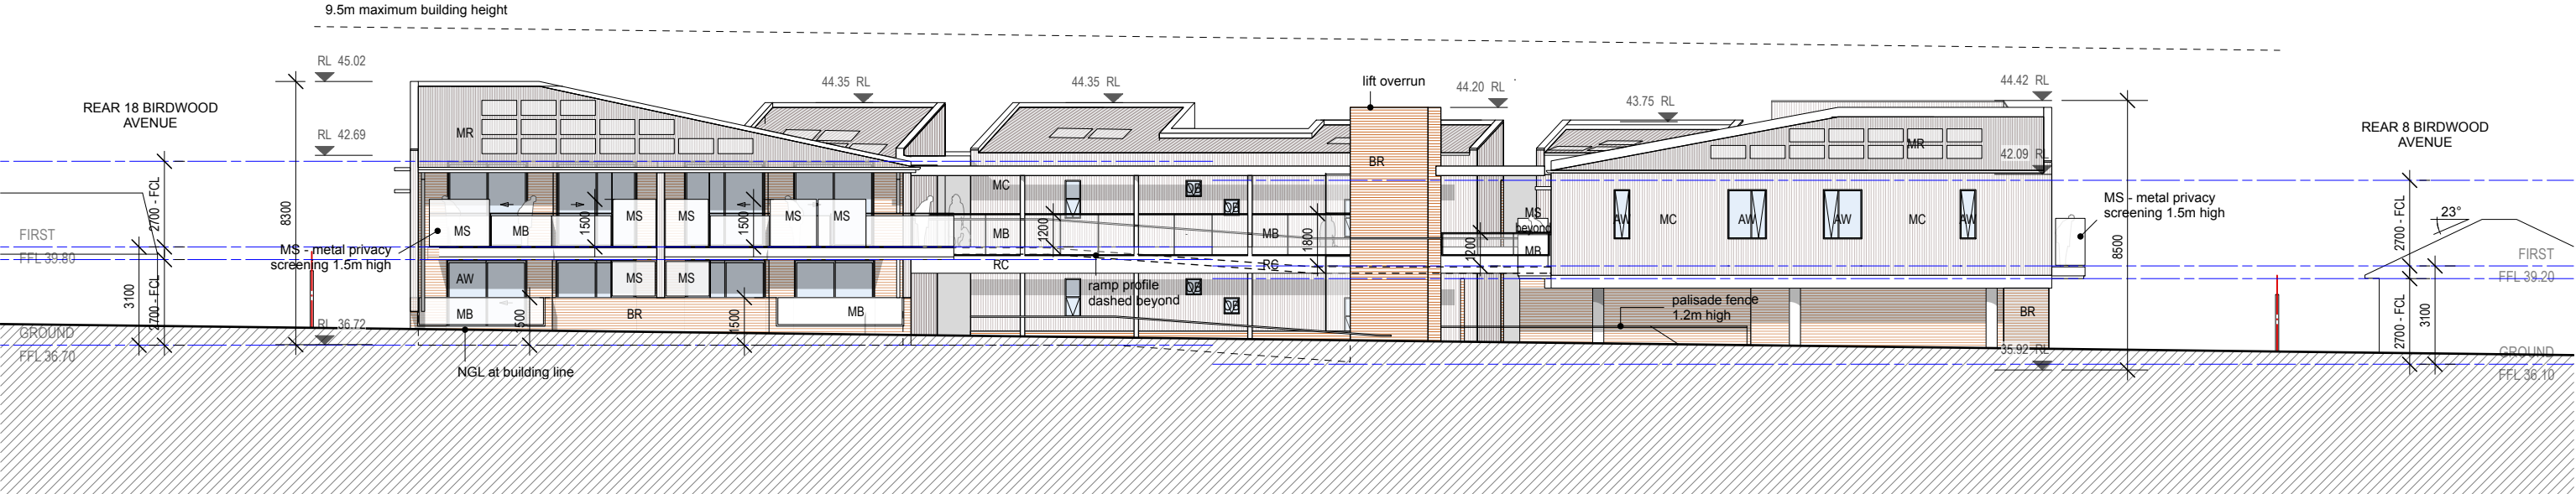 9.5m maximum building height
RL 45.02
44.35 RL
44.35 RL
lift overrun
44.20 RL
43.75 RL
44.42 RL
REAR 18 BIRDWOOD
AVENUE
REAR 8 BIRDWOOD
AVENUE
RL 42.69
MR
BR
MR
42.09 RL
2700 - FCL
8300
MC
MS
MS
MS
MS
MS
MB
1500
1500
MB
1200
MB
1800
MS
beyond
MB
1200
AW
MC
AW
AW
MC
AW
MS - metal privacy
screening 1.5m high
23°
2700 - FCL
8500
FIRST
FFL 39.80
MS - metal privacy
screening 1.5m high
FIRST
FFL 39.20
RC
RC
AW
MS
MS
ramp profile
dashed beyond
palisade fence
1.2m high
3100
2700 - FCL
MB
1500
BR
1500
MB
BR
2700 - FCL
3100
GROUND
FFL 36.70
RL 36.72
35.92 RL
GROUND
FFL 36.10
NGL at building line